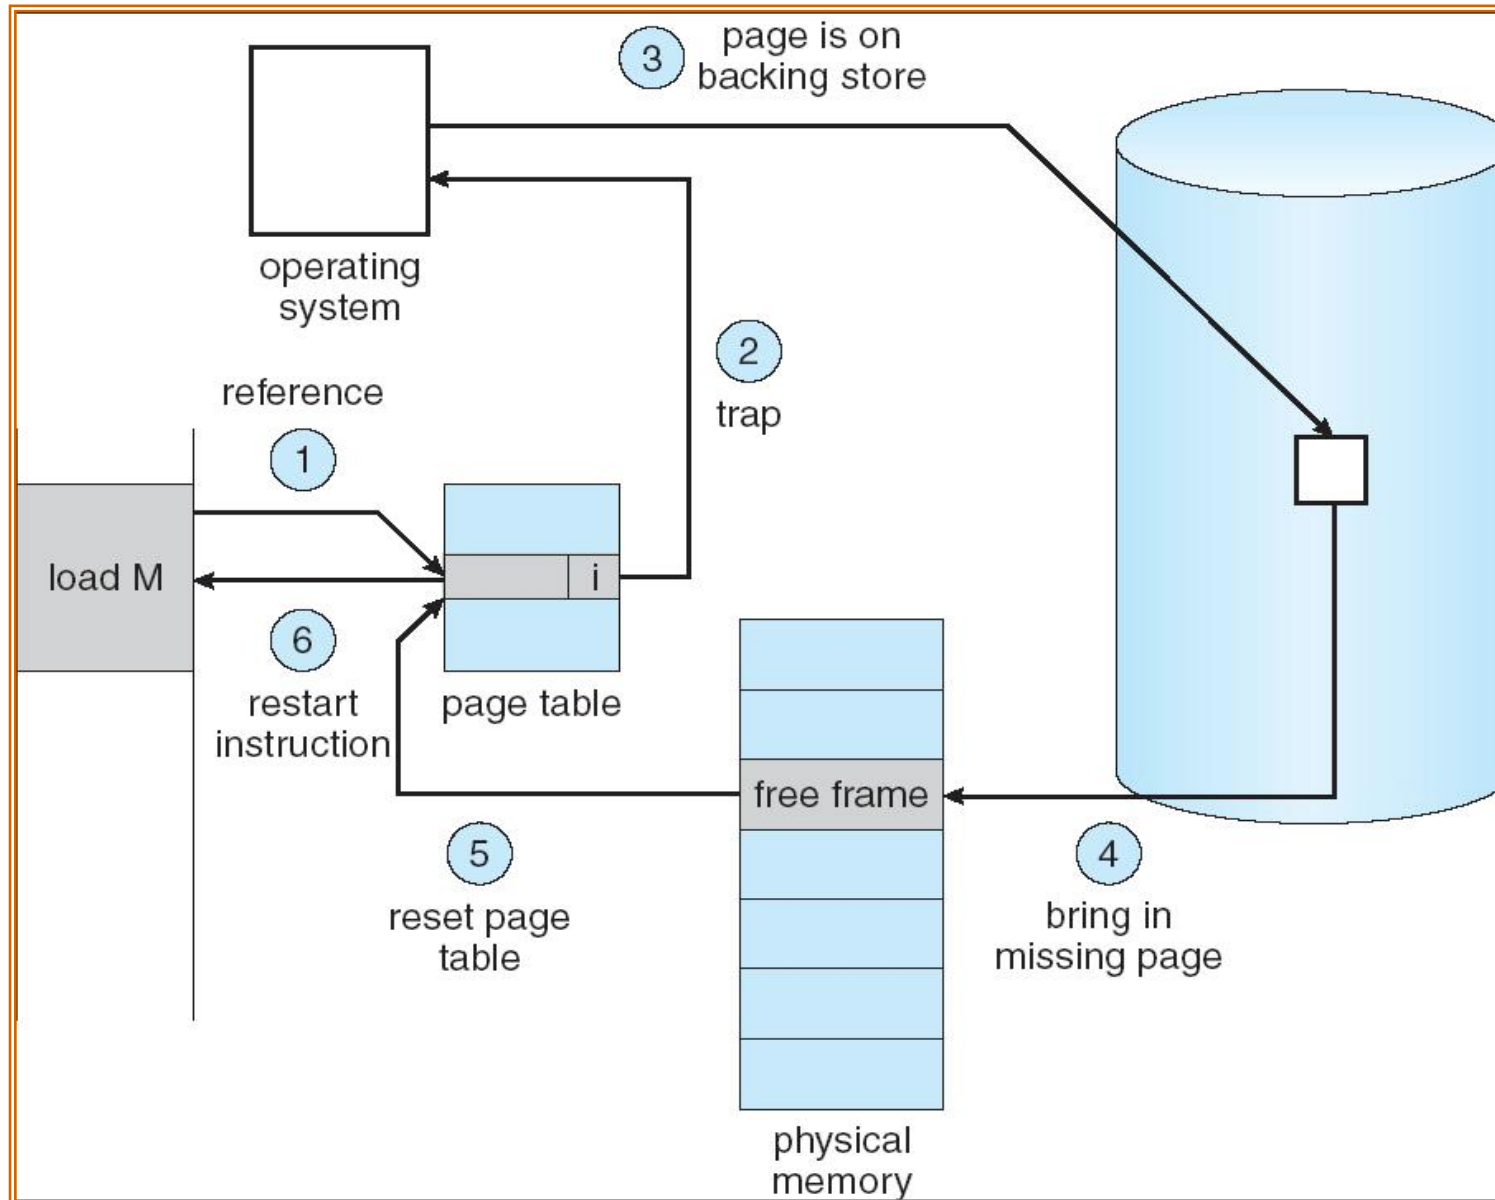 3
page is on
backing store
operating
system
2
trap
reference
1
load M
i
6
restart
instruction
page table
free frame
5
reset page
table
4
bring in
missing page
physical
memory